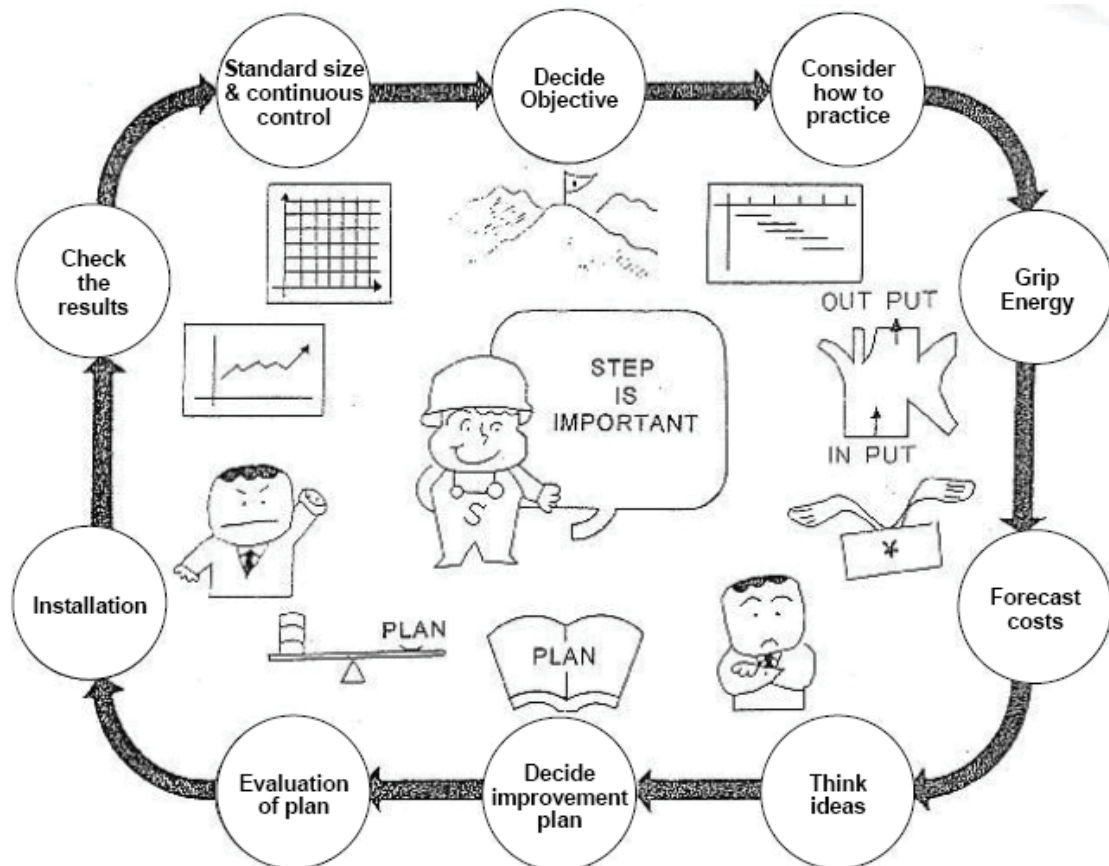 Standard size
& continuous
control
Decide
Objective
Consider
how to
practice
Check
the
results
Grip
Energy
OUT PUT
IN PUT
STEP
IS
IMPORTANT
S
¥
Installation
Forecast
costs
PLAN
PLAN
Evaluation
of plan
Decide
improvement
plan
Think
ideas